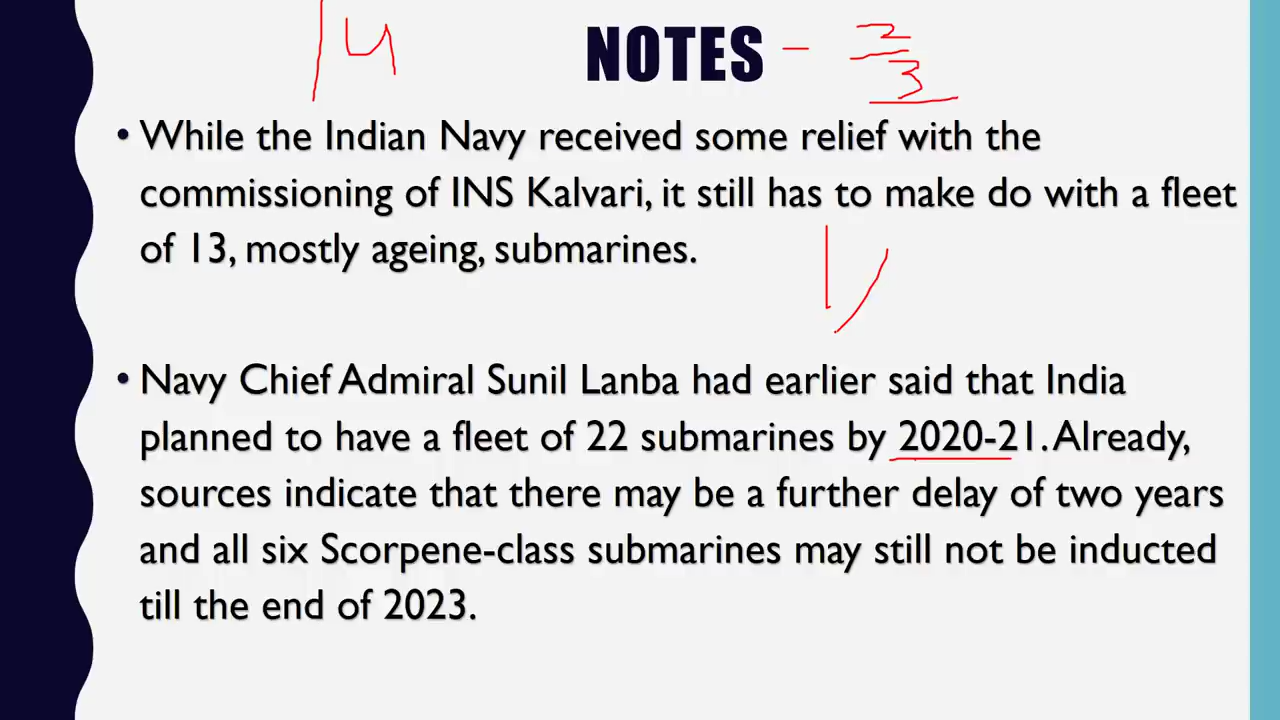 14
NOTES - 2
3
• While the Indian Navy received some relief with the
commissioning of INS Kalvari, it still has to make do with a fleet
of 13, mostly ageing, submarines.
• Navy Chief Admiral Sunil Lanba had earlier said that India
planned to have a fleet of 22 submarines by 2020-21. Already,
sources indicate that there may be a further delay of two years
and all six Scorpene-class submarines may still not be inducted
till the end of 2023.